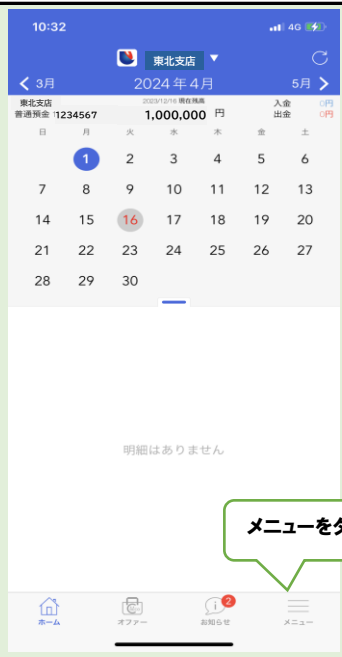 10:32 4G
東北支店 ▼
3月 2024年4月 5月
東北支店 2023/12/16 現在残高 入金 0円
普通預金 1234567 1,000,000 円 出金 0円
日 月 火 水 木 金 土
1 2 3 4 5 6
7 8 9 10 11 12 13
14 15 16 17 18 19 20
21 22 23 24 25 26 27
28 29 30
明細はありません
メニューをタ
2
ホーム オファー お知らせ メニュー